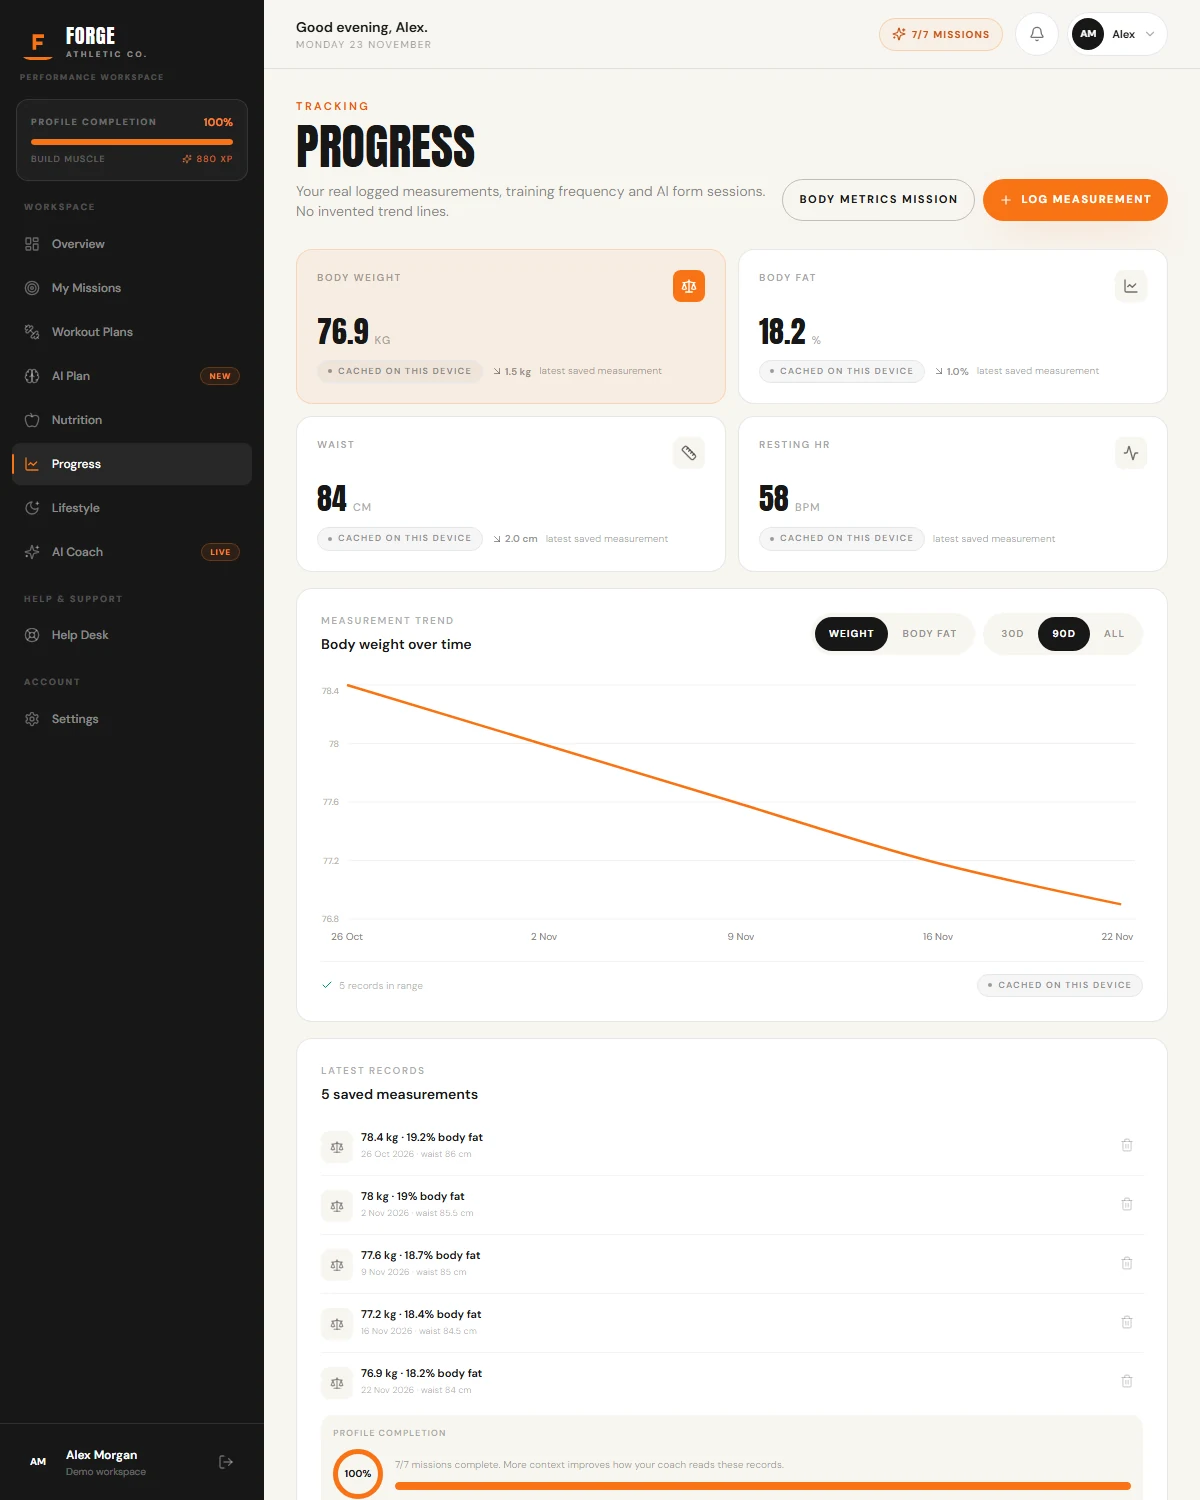 F
FORGE
ATHLETIC CO.
PERFORMANCE WORKSPACE
PROFILE COMPLETION 100%
BUILD MUSCLE 880 XP
WORKSPACE
Overview
My Missions
Workout Plans
AI Plan NEW
Nutrition
Progress
Lifestyle
AI Coach LIVE
HELP & SUPPORT
Help Desk
ACCOUNT
Settings
AM Alex Morgan
Demo workspace
Good evening, Alex.
MONDAY 23 NOVEMBER
7/7 MISSIONS
AM Alex
TRACKING
PROGRESS
Your real logged measurements, training frequency and AI form sessions.
No invented trend lines.
BODY METRICS MISSION
+ LOG MEASUREMENT
BODY WEIGHT
76.9 KG
CACHED ON THIS DEVICE ↘ 1.5 kg latest saved measurement
BODY FAT
18.2 %
CACHED ON THIS DEVICE ↘ 1.0% latest saved measurement
WAIST
84 CM
CACHED ON THIS DEVICE ↘ 2.0 cm latest saved measurement
RESTING HR
58 BPM
CACHED ON THIS DEVICE latest saved measurement
MEASUREMENT TREND
Body weight over time
WEIGHT BODY FAT
30D 90D ALL
78.4
78
77.6
77.2
76.8
26 Oct 2 Nov 9 Nov 16 Nov 22 Nov
5 records in range
CACHED ON THIS DEVICE
LATEST RECORDS
5 saved measurements
78.4 kg · 19.2% body fat
26 Oct 2026 · waist 86 cm
78 kg · 19% body fat
2 Nov 2026 · waist 85.5 cm
77.6 kg · 18.7% body fat
9 Nov 2026 · waist 85 cm
77.2 kg · 18.4% body fat
16 Nov 2026 · waist 84.5 cm
76.9 kg · 18.2% body fat
22 Nov 2026 · waist 84 cm
PROFILE COMPLETION
100%
7/7 missions complete. More context improves how your coach reads these records.